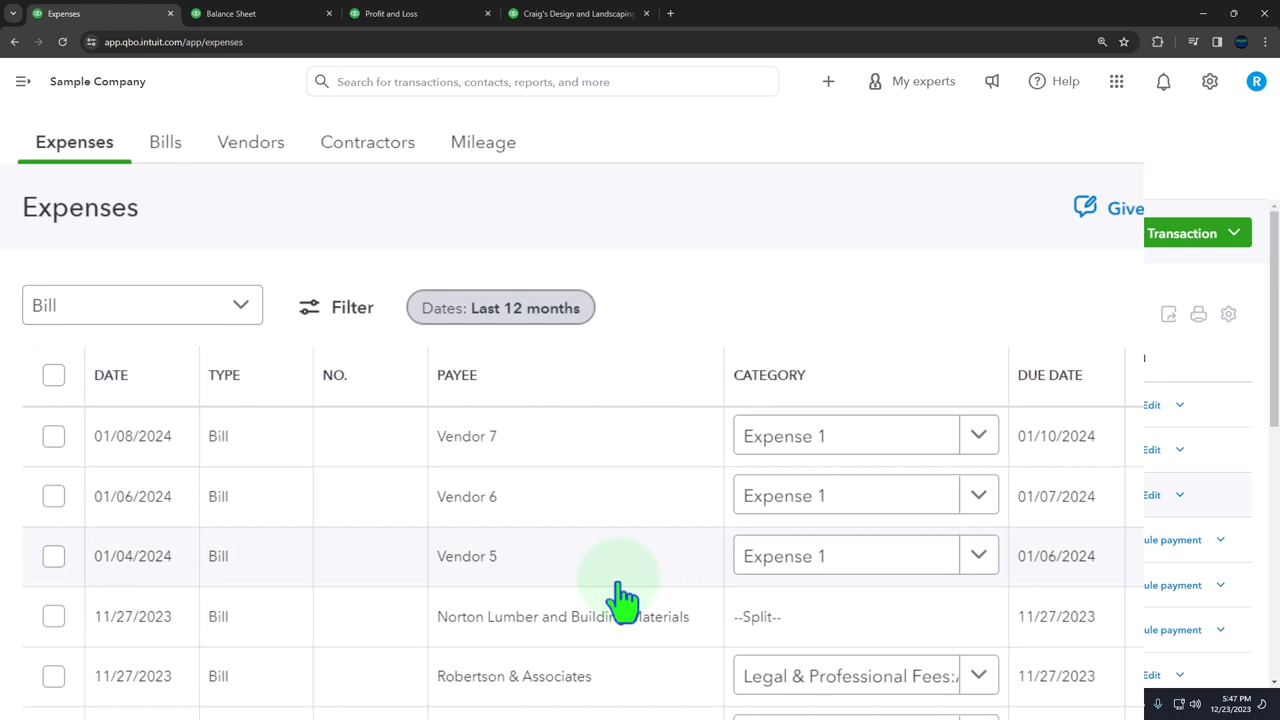 Expenses
Balance Sheet
Profit and Loss
Craig's Design and Landscaping
app.qbo.intuit.com/app/expenses
Sample Company
Search for transactions, contacts, reports, and more
My experts
Help
R
Expenses
Bills
Vendors
Contractors
Mileage
Expenses
Give
Transaction
Bill
Filter
Dates: Last 12 months
DATE TYPE NO. PAYEE CATEGORY DUE DATE
01/08/2024 Bill Vendor 7 Expense 1 01/10/2024 Edit
01/06/2024 Bill Vendor 6 Expense 1 01/07/2024 Edit
01/04/2024 Bill Vendor 5 Expense 1 01/06/2024 Edit
ule payment
ule payment
11/27/2023 Bill Norton Lumber and Building Materials --Split-- 11/27/2023 ule payment
11/27/2023 Bill Robertson & Associates Legal & Professional Fees: 11/27/2023 Edit
5:47 PM
12/23/2023